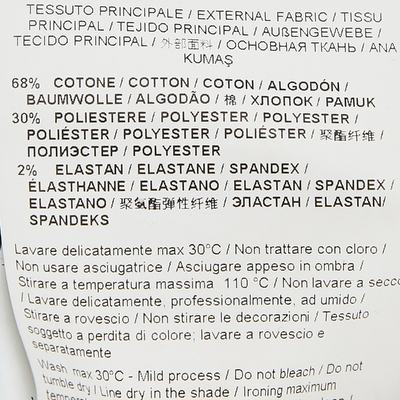 TESSUTO PRINCIPALE / EXTERNAL FABRIC / TISSU
PRINCIPAL / TEJIDO PRINCIPAL / AUßENGEWEBE /
TECIDO PRINCIPAL / 外部面料 / ОСНОВНАЯ ТКАНЬ / ANA
KUMAŞ
68% COTONE / COTTON / COTON / ALGODÓN /
BAUMWOLLE / ALGODÃO / 棉 / ХЛОПОК / PAMUK
30% POLIESTERE / POLYESTER / POLYESTER /
POLIÉSTER / POLYESTER / POLIÉSTER / 聚酯纤维 /
ПОЛИЭСТЕР / POLYESTER
2% ELASTAN / ELASTANE / SPANDEX /
ÉLASTHANNE / ELASTANO / ELASTAN / SPANDEX /
ELASTANO / 聚氨酯弹性纤维 / ЭЛАСТАН / ELASTAN/
SPANDEKS
Lavare delicatamente max 30°C / Non trattare con cloro /
Non usare asciugatrice / Asciugare appeso in ombra /
Stirare a temperatura massima 110 °C / Non lavare a secco
/ Lavare delicatamente, professionalmente, ad umido /
Stirare a rovescio / Non stirare le decorazioni / Tessuto
soggetto a perdita di colore; lavare a rovescio e
separatamente
Wash max 30°C - Mild process / Do not bleach / Do not
tumble dry / Line dry in the shade / Ironing maximum